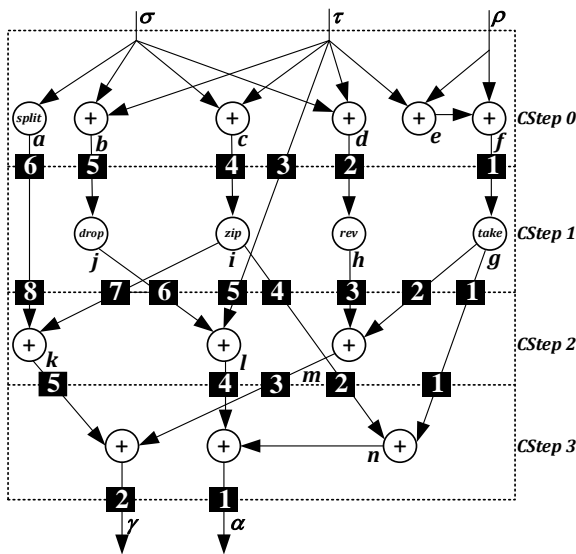 σ τ ρ
split + + + + + CStep 0
a b c d e f
6 5 4 3 2 1
drop zip rev take CStep 1
j i h g
8 7 6 5 4 3 2 1
+ + + CStep 2
k l m
5 4 3 2 1
+ + + CStep 3
n
2 1
γ α